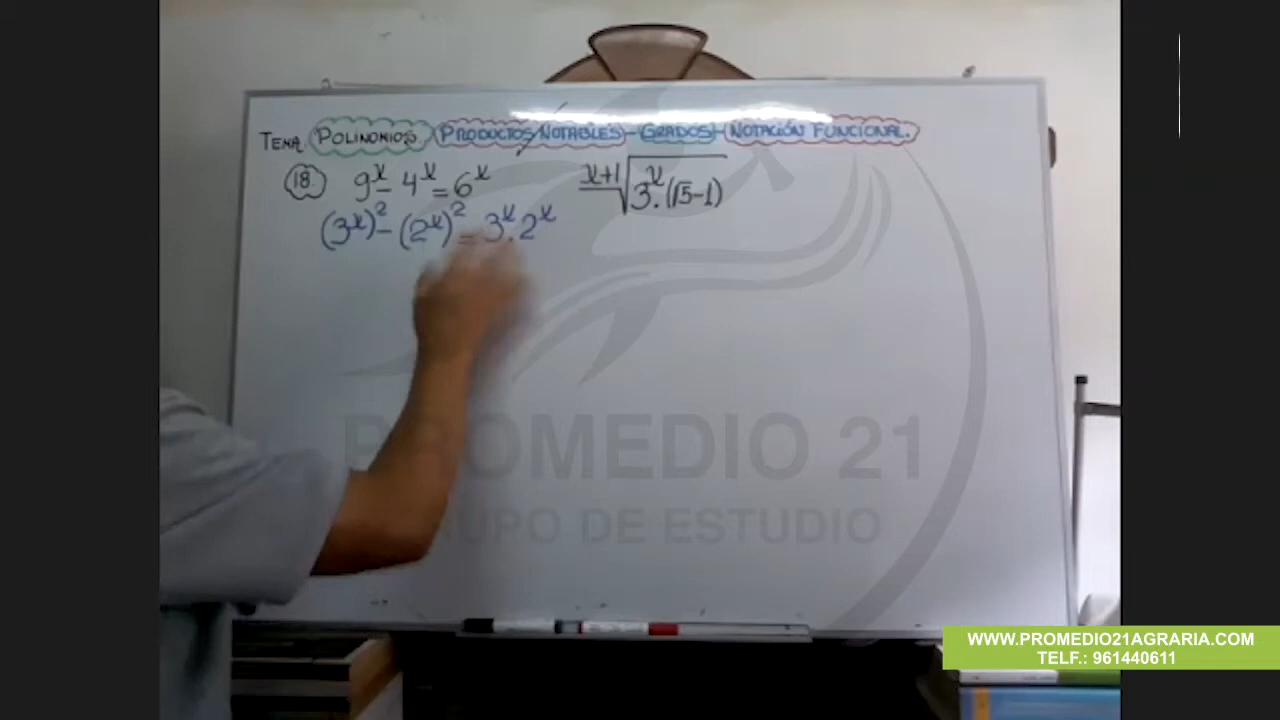 TEMA: POLINOMIOS. PRODUCTOS NOTABLES - GRADOS - NOTACIÓN FUNCIONAL.
18. 9^x - 4^x = 6^x    x+1√3^x.(√5-1)
(3^x)^2 - (2^x)^2 = 3^x.2^x
PROMEDIO 21
GRUPO DE ESTUDIO
WWW.PROMEDIO21AGRARIA.COM
TELF.: 961440611